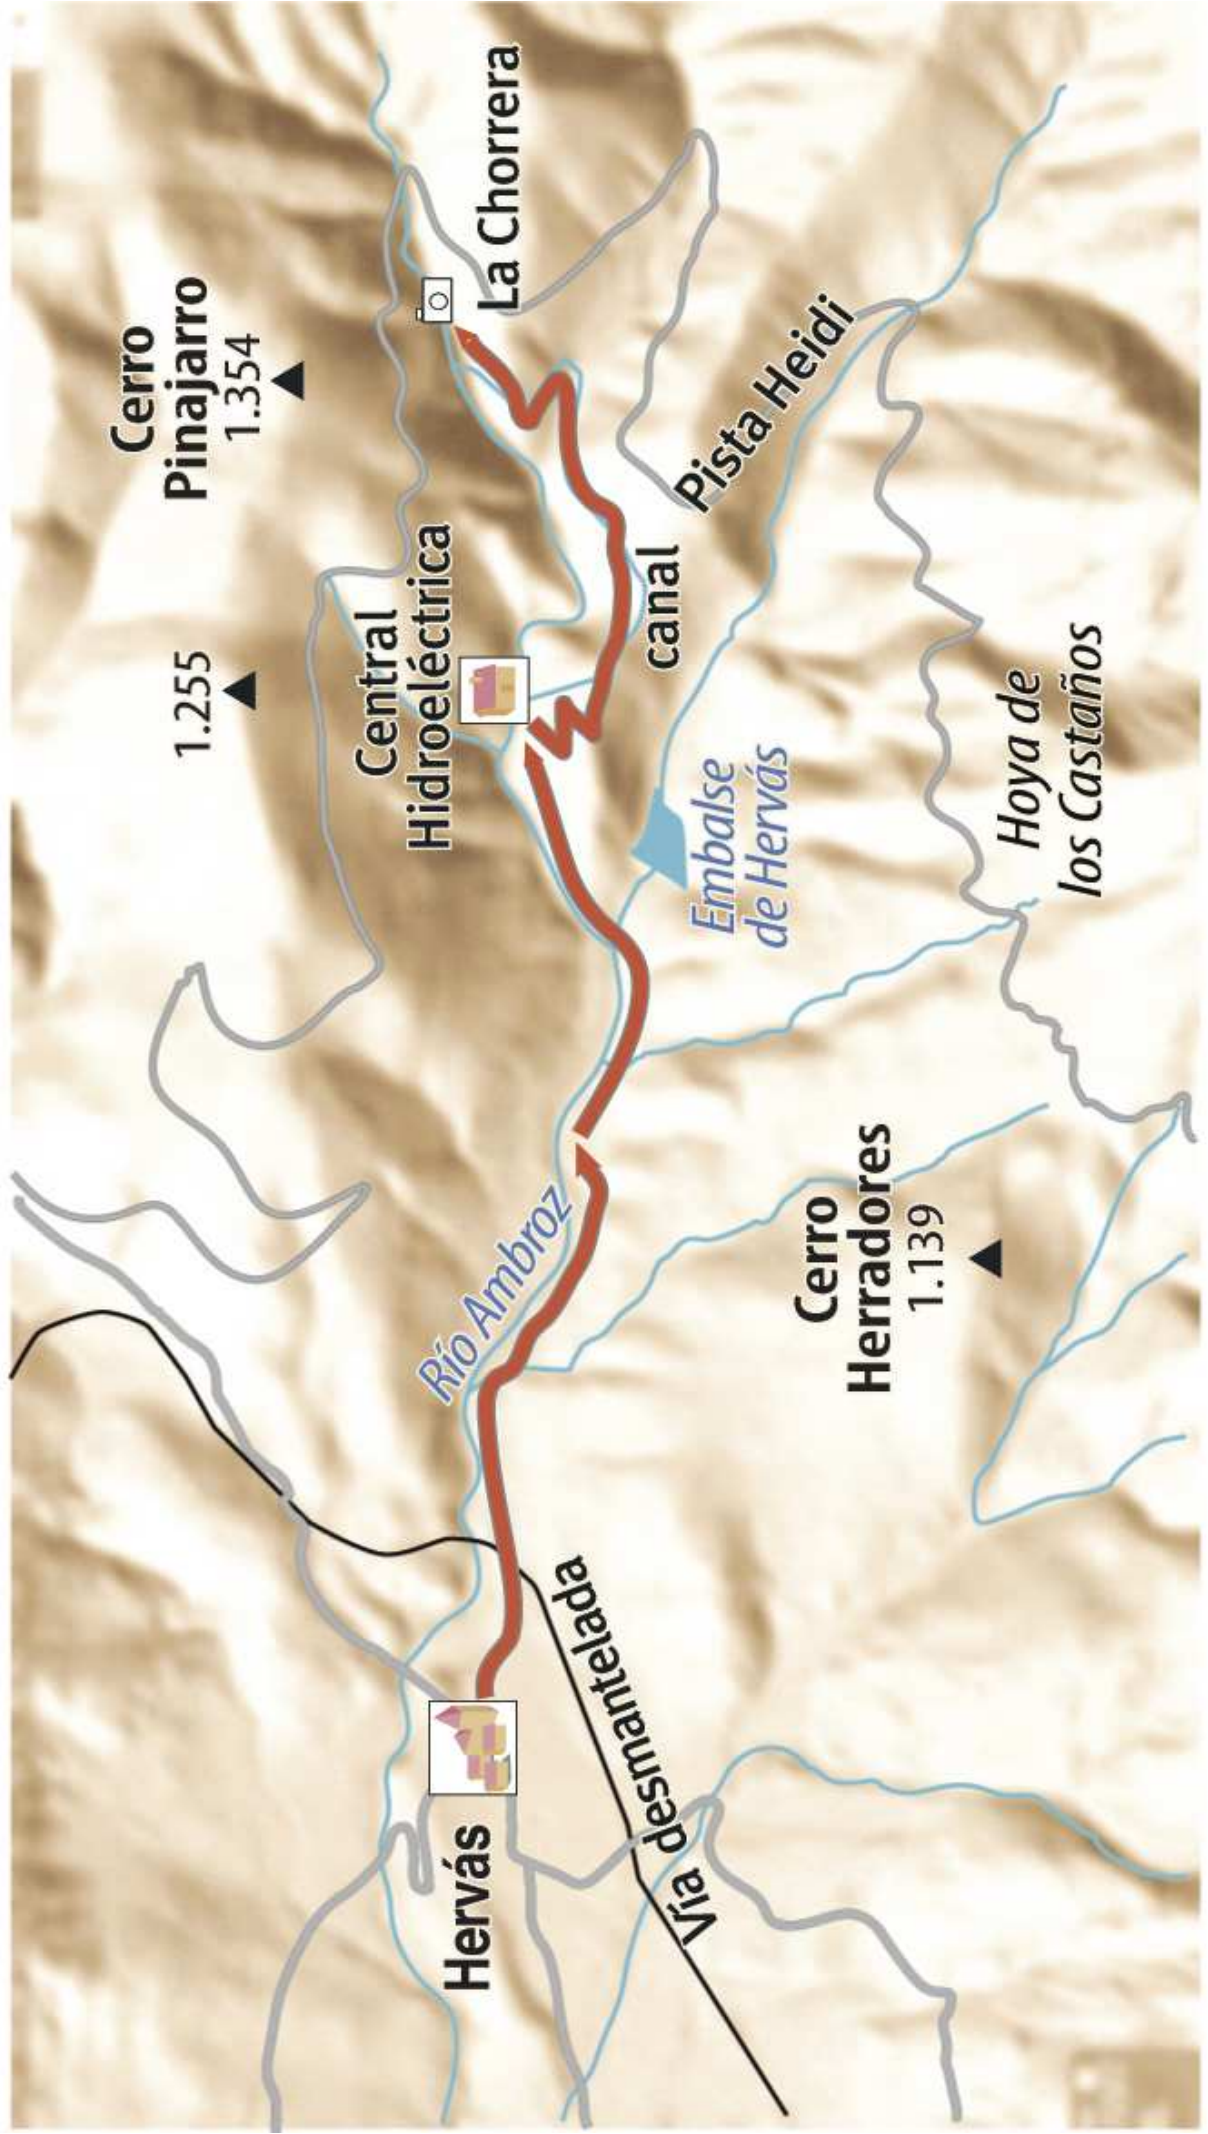 Cerro
Pinajarro
1.354
1.255
La Chorrera
Central
Hidroeléctrica
canal
Pista Heidi
Embalse
de Hervás
Hoya de
los Castaños
Río Ambroz
Cerro
Herradores
1.139
Hervás
Vía desmantelada